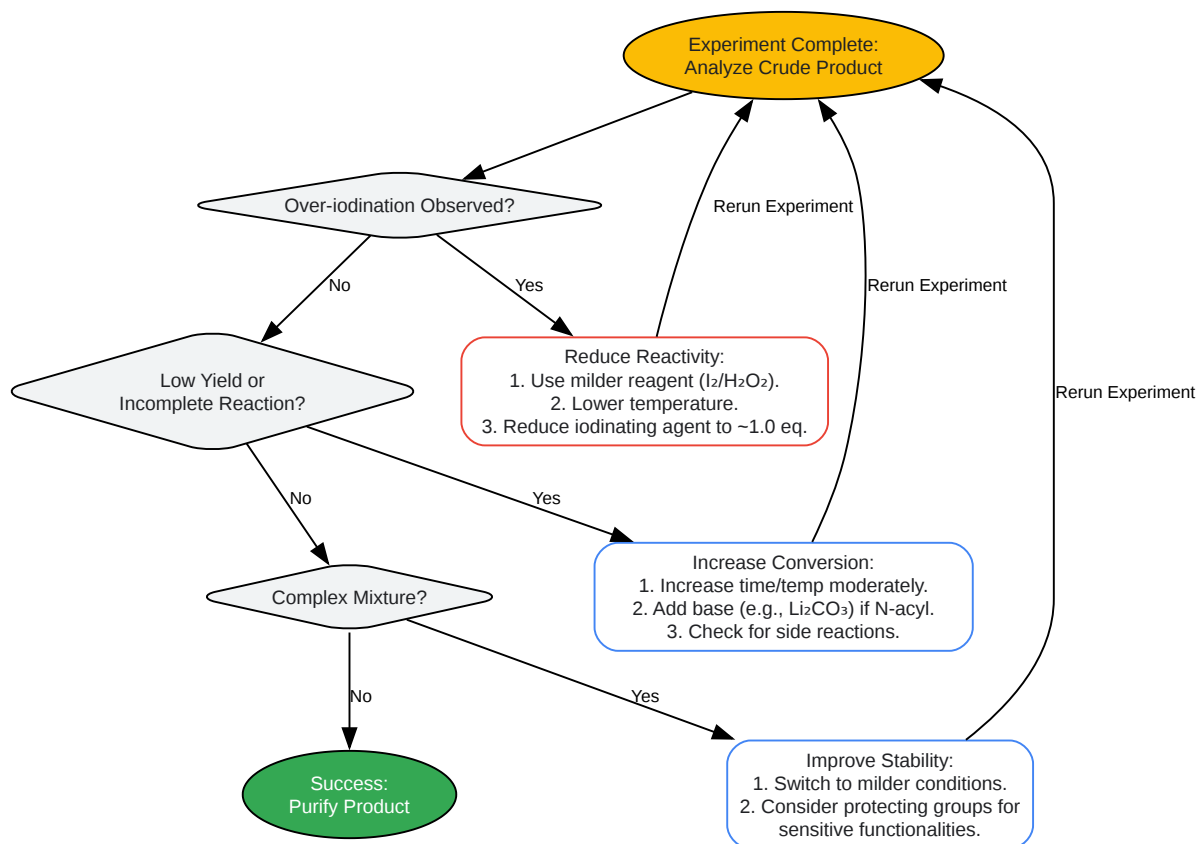 Experiment Complete:
Analyze Crude Product
Over-iodination Observed?
Rerun Experiment
Rerun Experiment
No
Yes
Reduce Reactivity:
1. Use milder reagent (I₂/H₂O₂).
2. Lower temperature.
3. Reduce iodinating agent to ~1.0 eq.
Low Yield or
Incomplete Reaction?
Rerun Experiment
No
Yes
Increase Conversion:
1. Increase time/temp moderately.
2. Add base (e.g., Li₂CO₃) if N-acyl.
3. Check for side reactions.
Complex Mixture?
No
Yes
Success:
Purify Product
Improve Stability:
1. Switch to milder conditions.
2. Consider protecting groups for
sensitive functionalities.